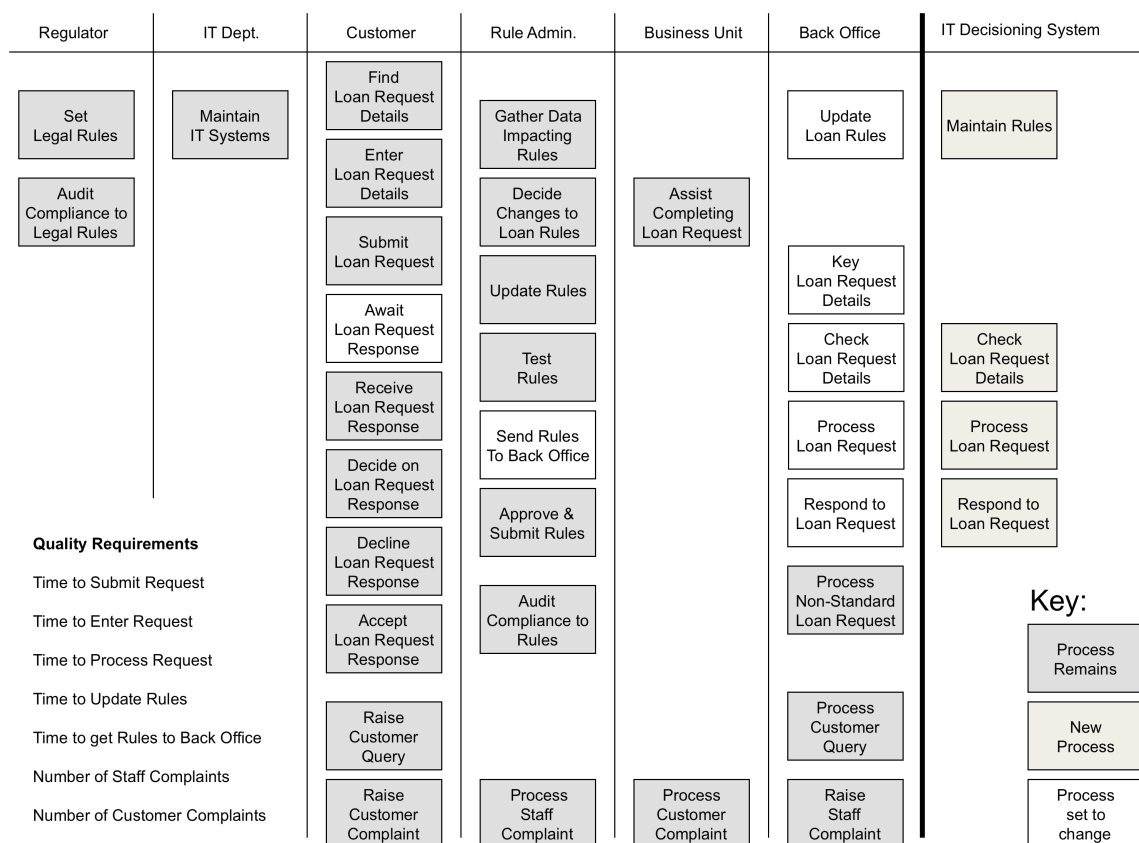 Regulator
IT Dept.
Customer
Rule Admin.
Business Unit
Back Office
IT Decisioning System
Set
Legal Rules
Audit
Compliance to
Legal Rules
Maintain
IT Systems
Find
Loan Request
Details
Enter
Loan Request
Details
Submit
Loan Request
Await
Loan Request
Response
Receive
Loan Request
Response
Decide on
Loan Request
Response
Decline
Loan Request
Response
Accept
Loan Request
Response
Raise
Customer
Query
Raise
Customer
Complaint
Gather Data
Impacting
Rules
Decide
Changes to
Loan Rules
Update Rules
Test
Rules
Send Rules
To Back Office
Approve &
Submit Rules
Audit
Compliance to
Rules
Process
Staff
Complaint
Assist
Completing
Loan Request
Process
Customer
Complaint
Update
Loan Rules
Key
Loan Request
Details
Check
Loan Request
Details
Process
Loan Request
Respond to
Loan Request
Process
Non-Standard
Loan Request
Process
Customer
Query
Raise
Staff
Complaint
Maintain Rules
Check
Loan Request
Details
Process
Loan Request
Respond to
Loan Request
Quality Requirements
Time to Submit Request
Time to Enter Request
Time to Process Request
Time to Update Rules
Time to get Rules to Back Office
Number of Staff Complaints
Number of Customer Complaints
Key:
Process
Remains
New
Process
Process
set to
change